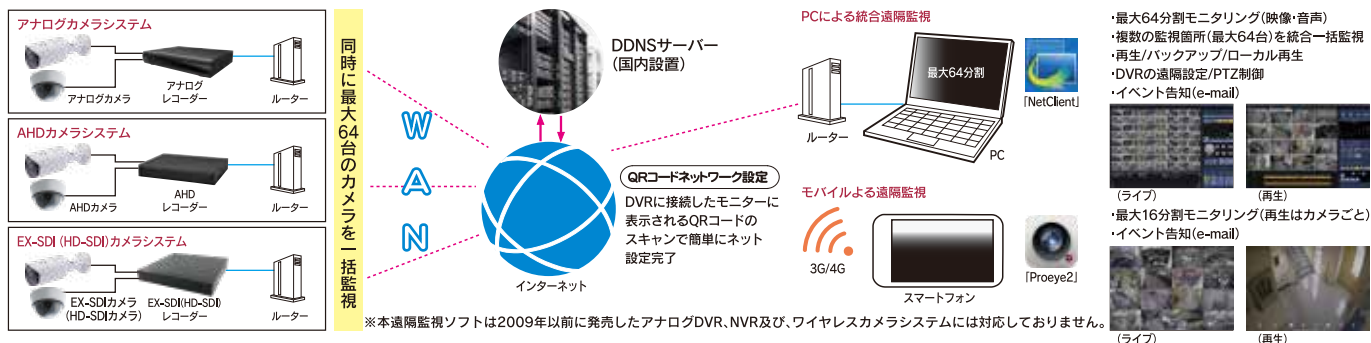 アナログカメラシステム
アナログカメラ
アナログ
レコーダー
ルーター
AHDカメラシステム
AHDカメラ
AHD
レコーダー
ルーター
EX-SDI (HD-SDI)カメラシステム
EX-SDIカメラ
(HD-SDIカメラ)
EX-SDI(HD-SDI)
レコーダー
ルーター
同時に最大64台のカメラを一括監視
WAN
DDNSサーバー
(国内設置)
インターネット
QRコードネットワーク設定
DVRに接続したモニターに
表示されるQRコードの
スキャンで簡単にネット
設定完了
PCによる統合遠隔監視
ルーター
最大64分割
PC
「NetClient」
モバイルよる遠隔監視
3G/4G
スマートフォン
「Proeye2」
・最大64分割モニタリング(映像・音声)
・複数の監視箇所(最大64台)を統合一括監視
・再生/バックアップ/ローカル再生
・DVRの遠隔設定/PTZ制御
・イベント告知(e-mail)
(ライブ)
(再生)
・最大16分割モニタリング(再生はカメラごと)
・イベント告知(e-mail)
(ライブ)
(再生)
※本遠隔監視ソフトは2009年以前に発売したアナログDVR、NVR及び、ワイヤレスカメラシステムには対応しておりません。